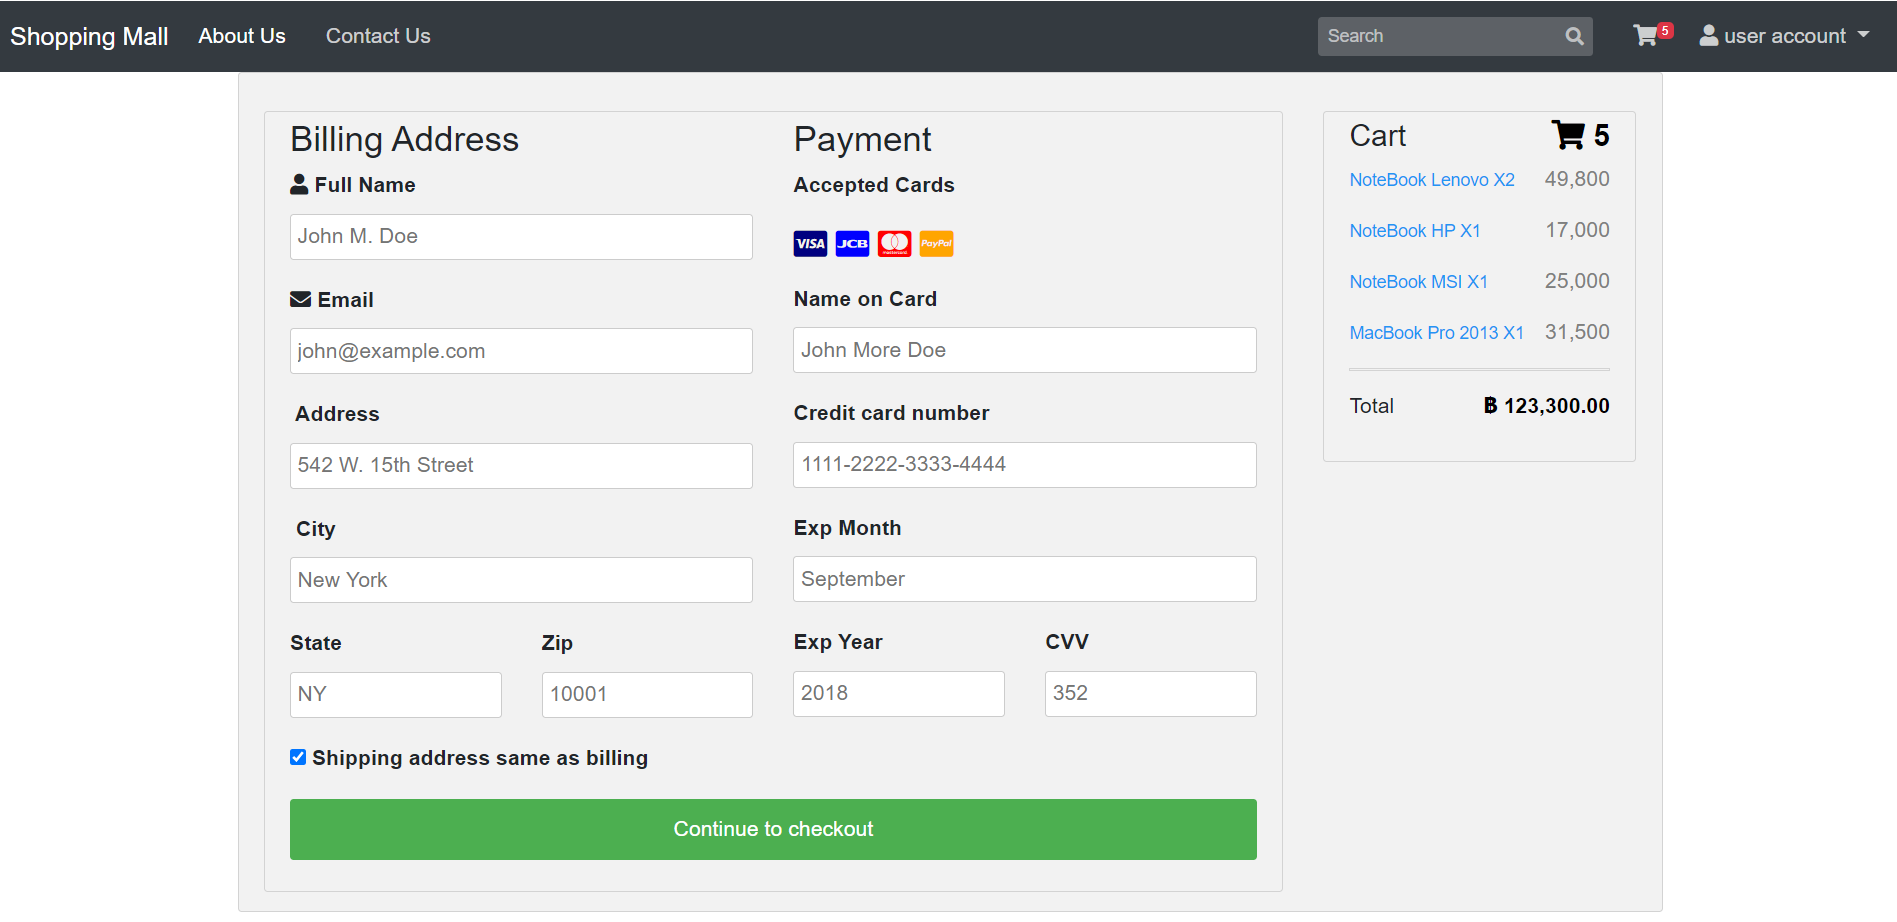 Shopping Mall About Us Contact Us Search 5 user account
Billing Address
Full Name
John M. Doe
Email
john@example.com
Address
542 W. 15th Street
City
New York
State Zip
NY 10001
Shipping address same as billing
Payment
Accepted Cards
VISA JCB mastercard PayPal
Name on Card
John More Doe
Credit card number
1111-2222-3333-4444
Exp Month
September
Exp Year CVV
2018 352
Continue to checkout
Cart 5
NoteBook Lenovo X2 49,800
NoteBook HP X1 17,000
NoteBook MSI X1 25,000
MacBook Pro 2013 X1 31,500
Total ฿ 123,300.00